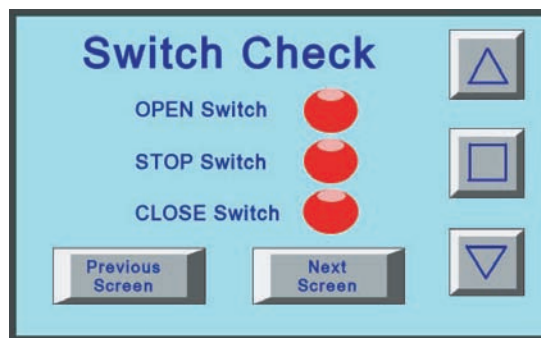 Switch Check
OPEN Switch
STOP Switch
CLOSE Switch
Previous
Screen
Next
Screen